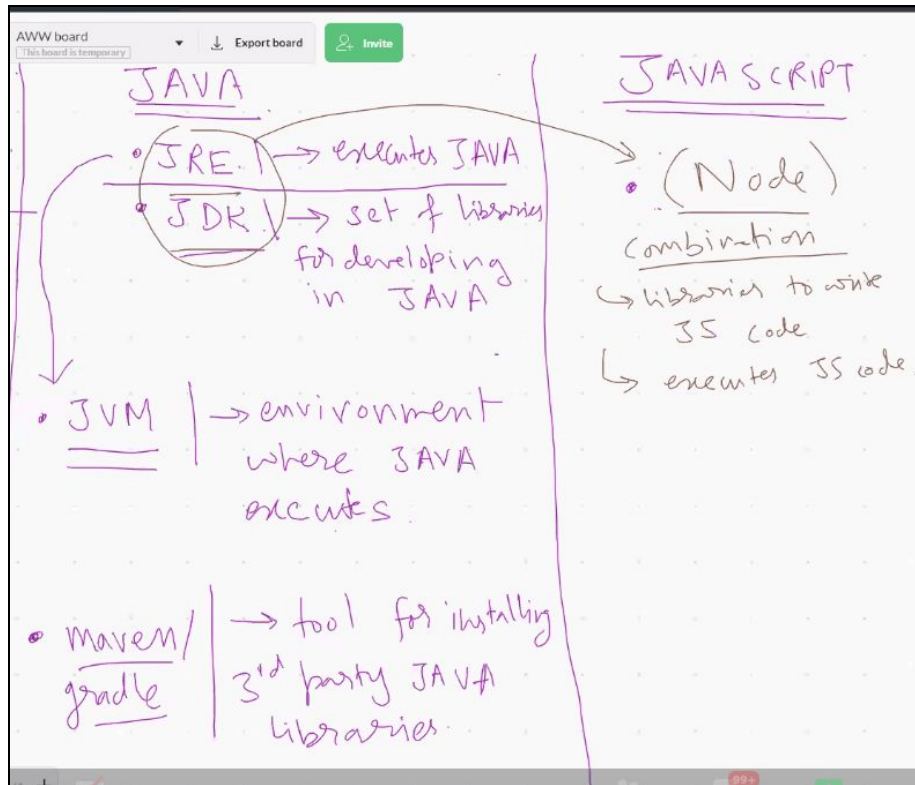 AWW board
This board is temporary
Export board
Invite
JAVA
• JRE → executes JAVA
• JDK → set of libraries
for developing
in JAVA
• JVM → environment
where JAVA
executes.
• maven/
gradle
→ tool for installing
3rd party JAVA
libraries.
JAVASCRIPT
• (Node)
combination
↳ libraries to write
JS code
↳ executes JS code.
99+